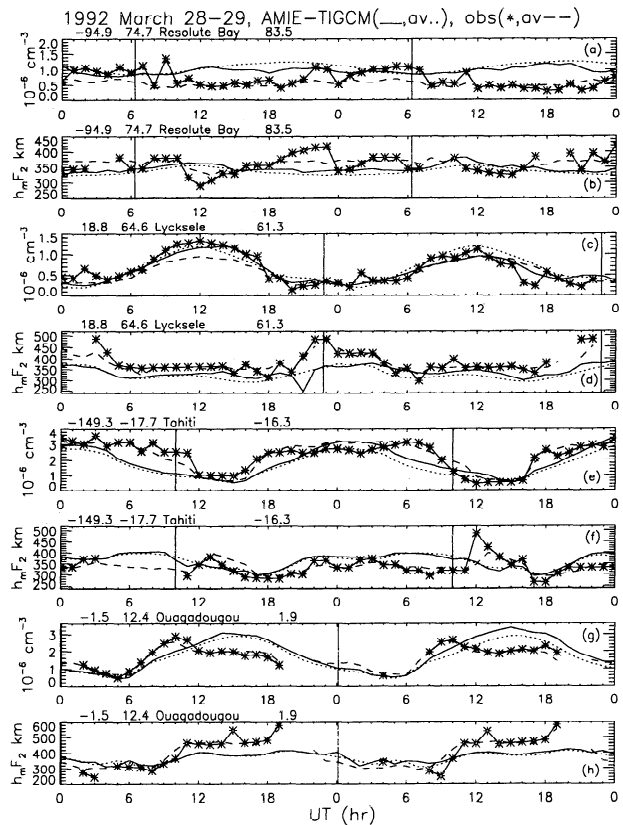 1992 March 28-29, AMIE-TIGCM(__,av..), obs(*,av--)
-94.9 74.7 Resolute Bay 83.5
10⁻⁶ cm⁻³
2.0
1.5
1.0
0.5
0.0
(a)
0 6 12 18 0 6 12 18 0
-94.9 74.7 Resolute Bay 83.5
hmF2 km
450
400
350
300
250
(b)
0 6 12 18 0 6 12 18 0
18.8 64.6 Lycksele 61.3
10⁻⁶ cm⁻³
1.5
1.0
0.5
0.0
(c)
0 6 12 18 0 6 12 18 0
18.8 64.6 Lycksele 61.3
hmF2 km
500
450
400
350
300
250
(d)
0 6 12 18 0 6 12 18 0
-149.3 -17.7 Tahiti -16.3
10⁻⁶ cm⁻³
4
3
2
1
0
(e)
0 6 12 18 0 6 12 18 0
-149.3 -17.7 Tahiti -16.3
hmF2 km
500
450
400
350
300
250
(f)
0 6 12 18 0 6 12 18 0
-1.5 12.4 Ouagadougou 1.9
10⁻⁶ cm⁻³
3
2
1
0
(g)
0 6 12 18 0 6 12 18 0
-1.5 12.4 Ouagadougou 1.9
hmF2 km
600
500
400
300
200
(h)
0 6 12 18 0 6 12 18 0
UT (hr)